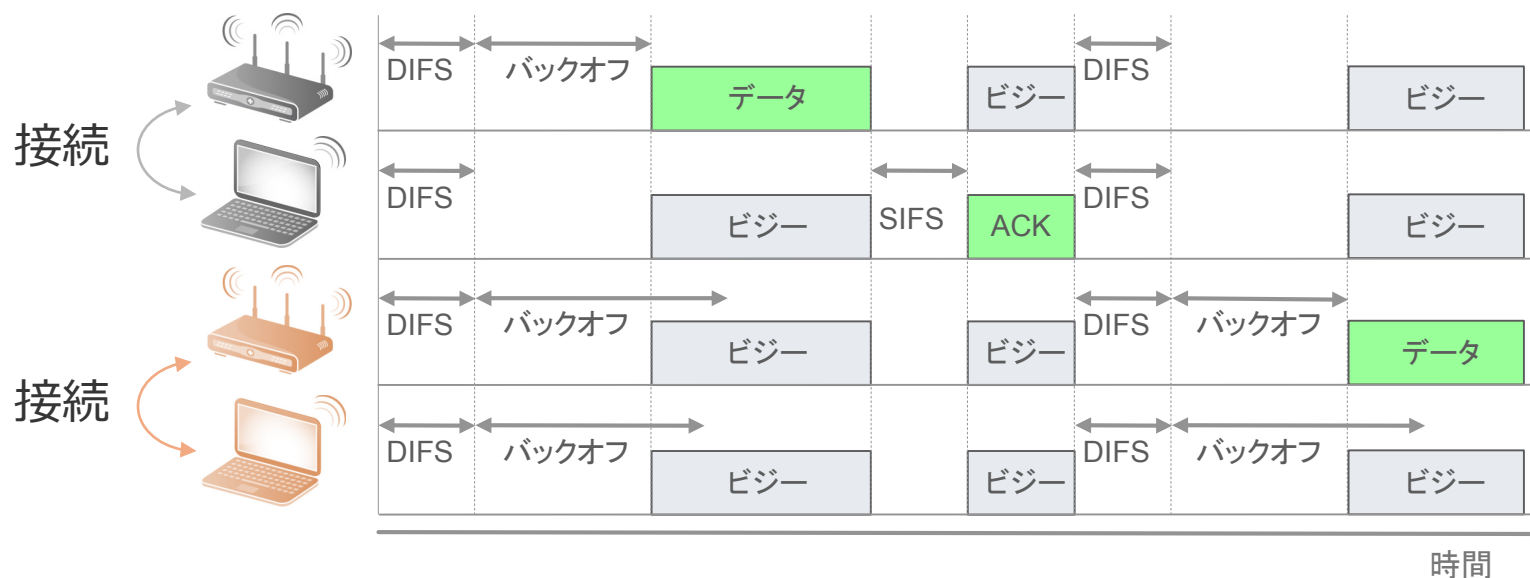 接続
DIFS バックオフ データ ビジー DIFS ビジー
DIFS ビジー SIFS ACK DIFS ビジー
接続
DIFS バックオフ ビジー ビジー DIFS バックオフ データ
DIFS バックオフ ビジー ビジー DIFS バックオフ ビジー
時間